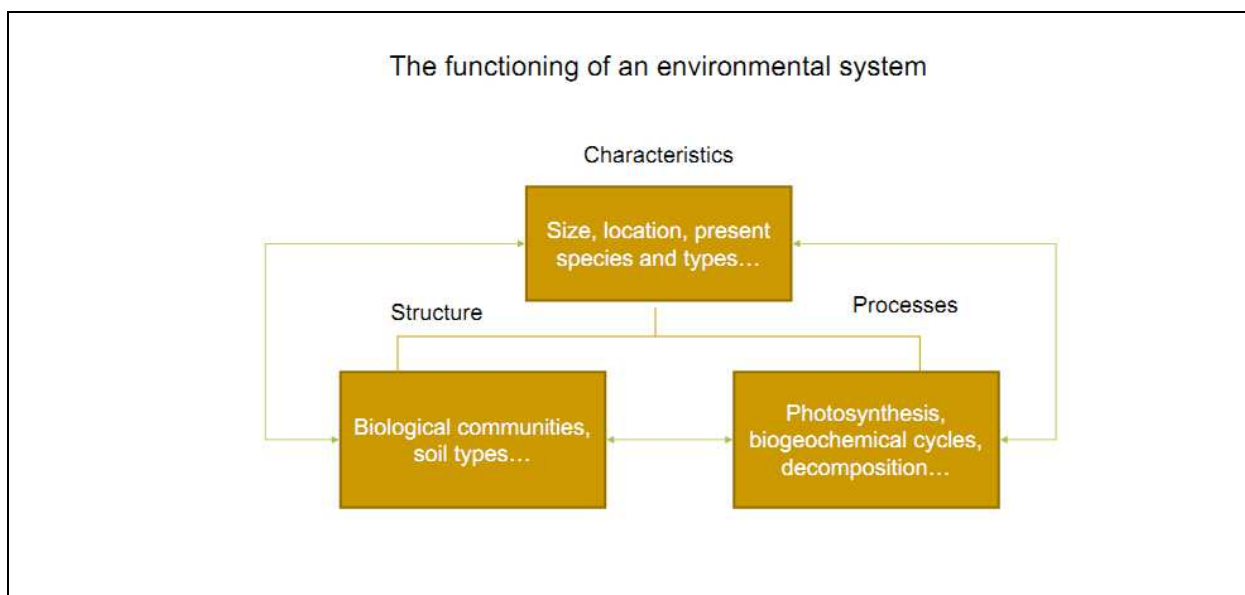 The functioning of an environmental system
Characteristics
Size, location, present
species and types…
Structure
Processes
Biological communities,
soil types…
Photosynthesis,
biogeochemical cycles,
decomposition…